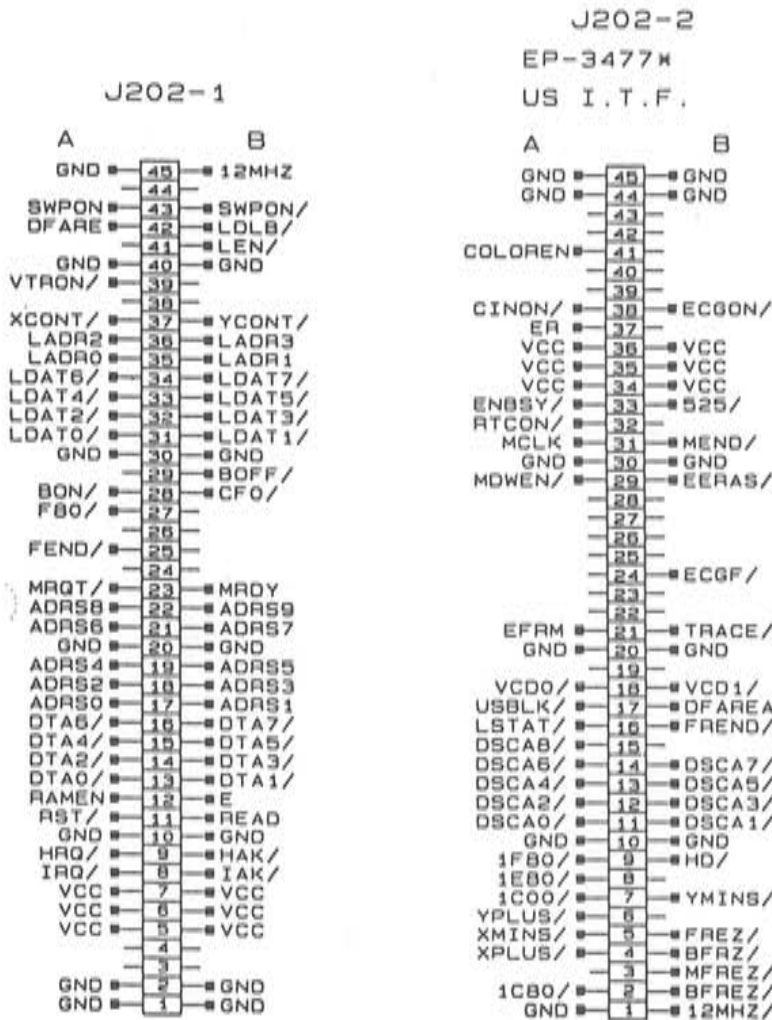 J202-1
A B
GND 45 12MHZ
44
SWPON 43 SWPON/
DFARE 42 LDLB/
41 LEN/
GND 40 GND
VTRON/ 39
38
XCONT/ 37 YCONT/
LADR2 36 LADR3
LADR0 35 LADR1
LDAT6/ 34 LDAT7/
LDAT4/ 33 LDAT5/
LDAT2/ 32 LDAT3/
LDAT0/ 31 LDAT1/
GND 30 GND
29 BOFF/
BON/ 28 CF0/
F80/ 27
26
FEND/ 25
24
MRQT/ 23 MRDY
ADRS8 22 ADRS9
ADRS6 21 ADRS7
GND 20 GND
ADRS4 19 ADRS5
ADRS2 18 ADRS3
ADRS0 17 ADRS1
DTA6/ 16 DTA7/
DTA4/ 15 DTA5/
DTA2/ 14 DTA3/
DTA0/ 13 DTA1/
RAMEN 12 E
RST/ 11 READ
GND 10 GND
HRQ/ 9 HAK/
IRQ/ 8 IAK/
VCC 7 VCC
VCC 6 VCC
VCC 5 VCC
4
3
GND 2 GND
GND 1 GND
J202-2
EP-3477*
US I.T.F.
A B
GND 45 GND
GND 44 GND
43
42
COLOREN 41
40
39
CINON/ 38 ECGON/
ER 37
VCC 36 VCC
VCC 35 VCC
VCC 34 VCC
ENBSY/ 33 525/
RTCON/ 32
MCLK 31 MEND/
GND 30 GND
MDWEN/ 29 EERAS/
28
27
26
25
24 ECGF/
23
22
EFRM 21 TRACE/
GND 20 GND
19
VCD0/ 18 VCD1/
USBLK/ 17 DFAREA
LSTAT/ 16 FREND/
DSCA8/ 15
DSCA6/ 14 DSCA7/
DSCA4/ 13 DSCA5/
DSCA2/ 12 DSCA3/
DSCA0/ 11 DSCA1/
GND 10 GND
1F80/ 9 HD/
1E80/ 8
1C00/ 7 YMINS/
YPLUS/ 6
XMINS/ 5 FREZ/
XPLUS/ 4 BFRZ/
3 MFREZ/
1C80/ 2 BFREZ/
GND 1 12MHZ/